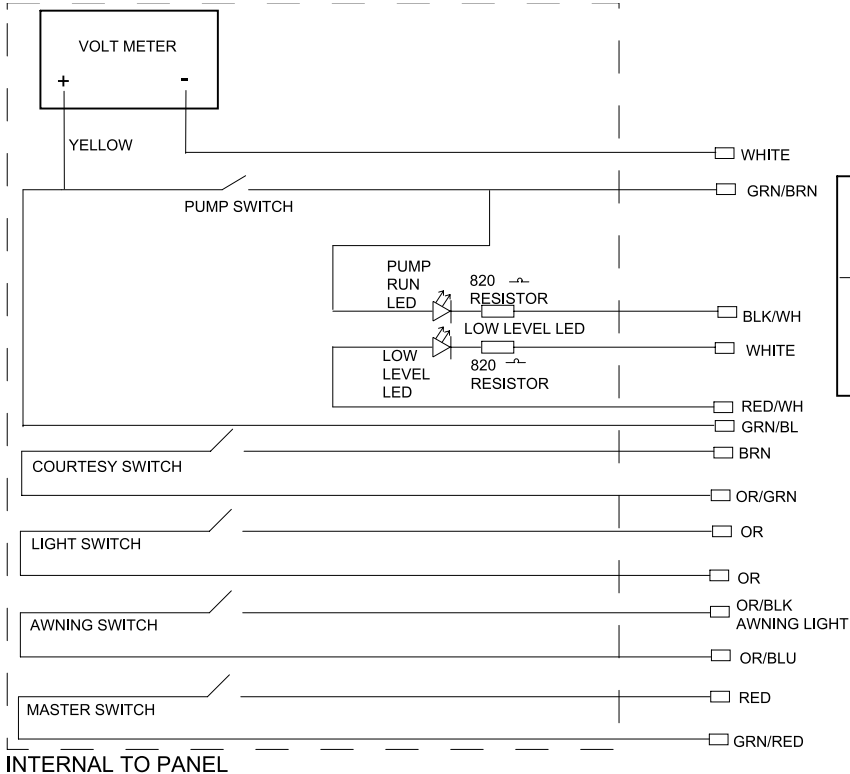 VOLT METER
+ -
YELLOW
WHITE
GRN/BRN
PUMP SWITCH
PUMP
RUN
LED
820
RESISTOR
BLK/WH
LOW LEVEL LED
WHITE
LOW
LEVEL
LED
820
RESISTOR
RED/WH
GRN/BL
BRN
COURTESY SWITCH
OR/GRN
OR
LIGHT SWITCH
OR
OR/BLK
AWNING LIGHT
AWNING SWITCH
OR/BLU
RED
MASTER SWITCH
GRN/RED
INTERNAL TO PANEL